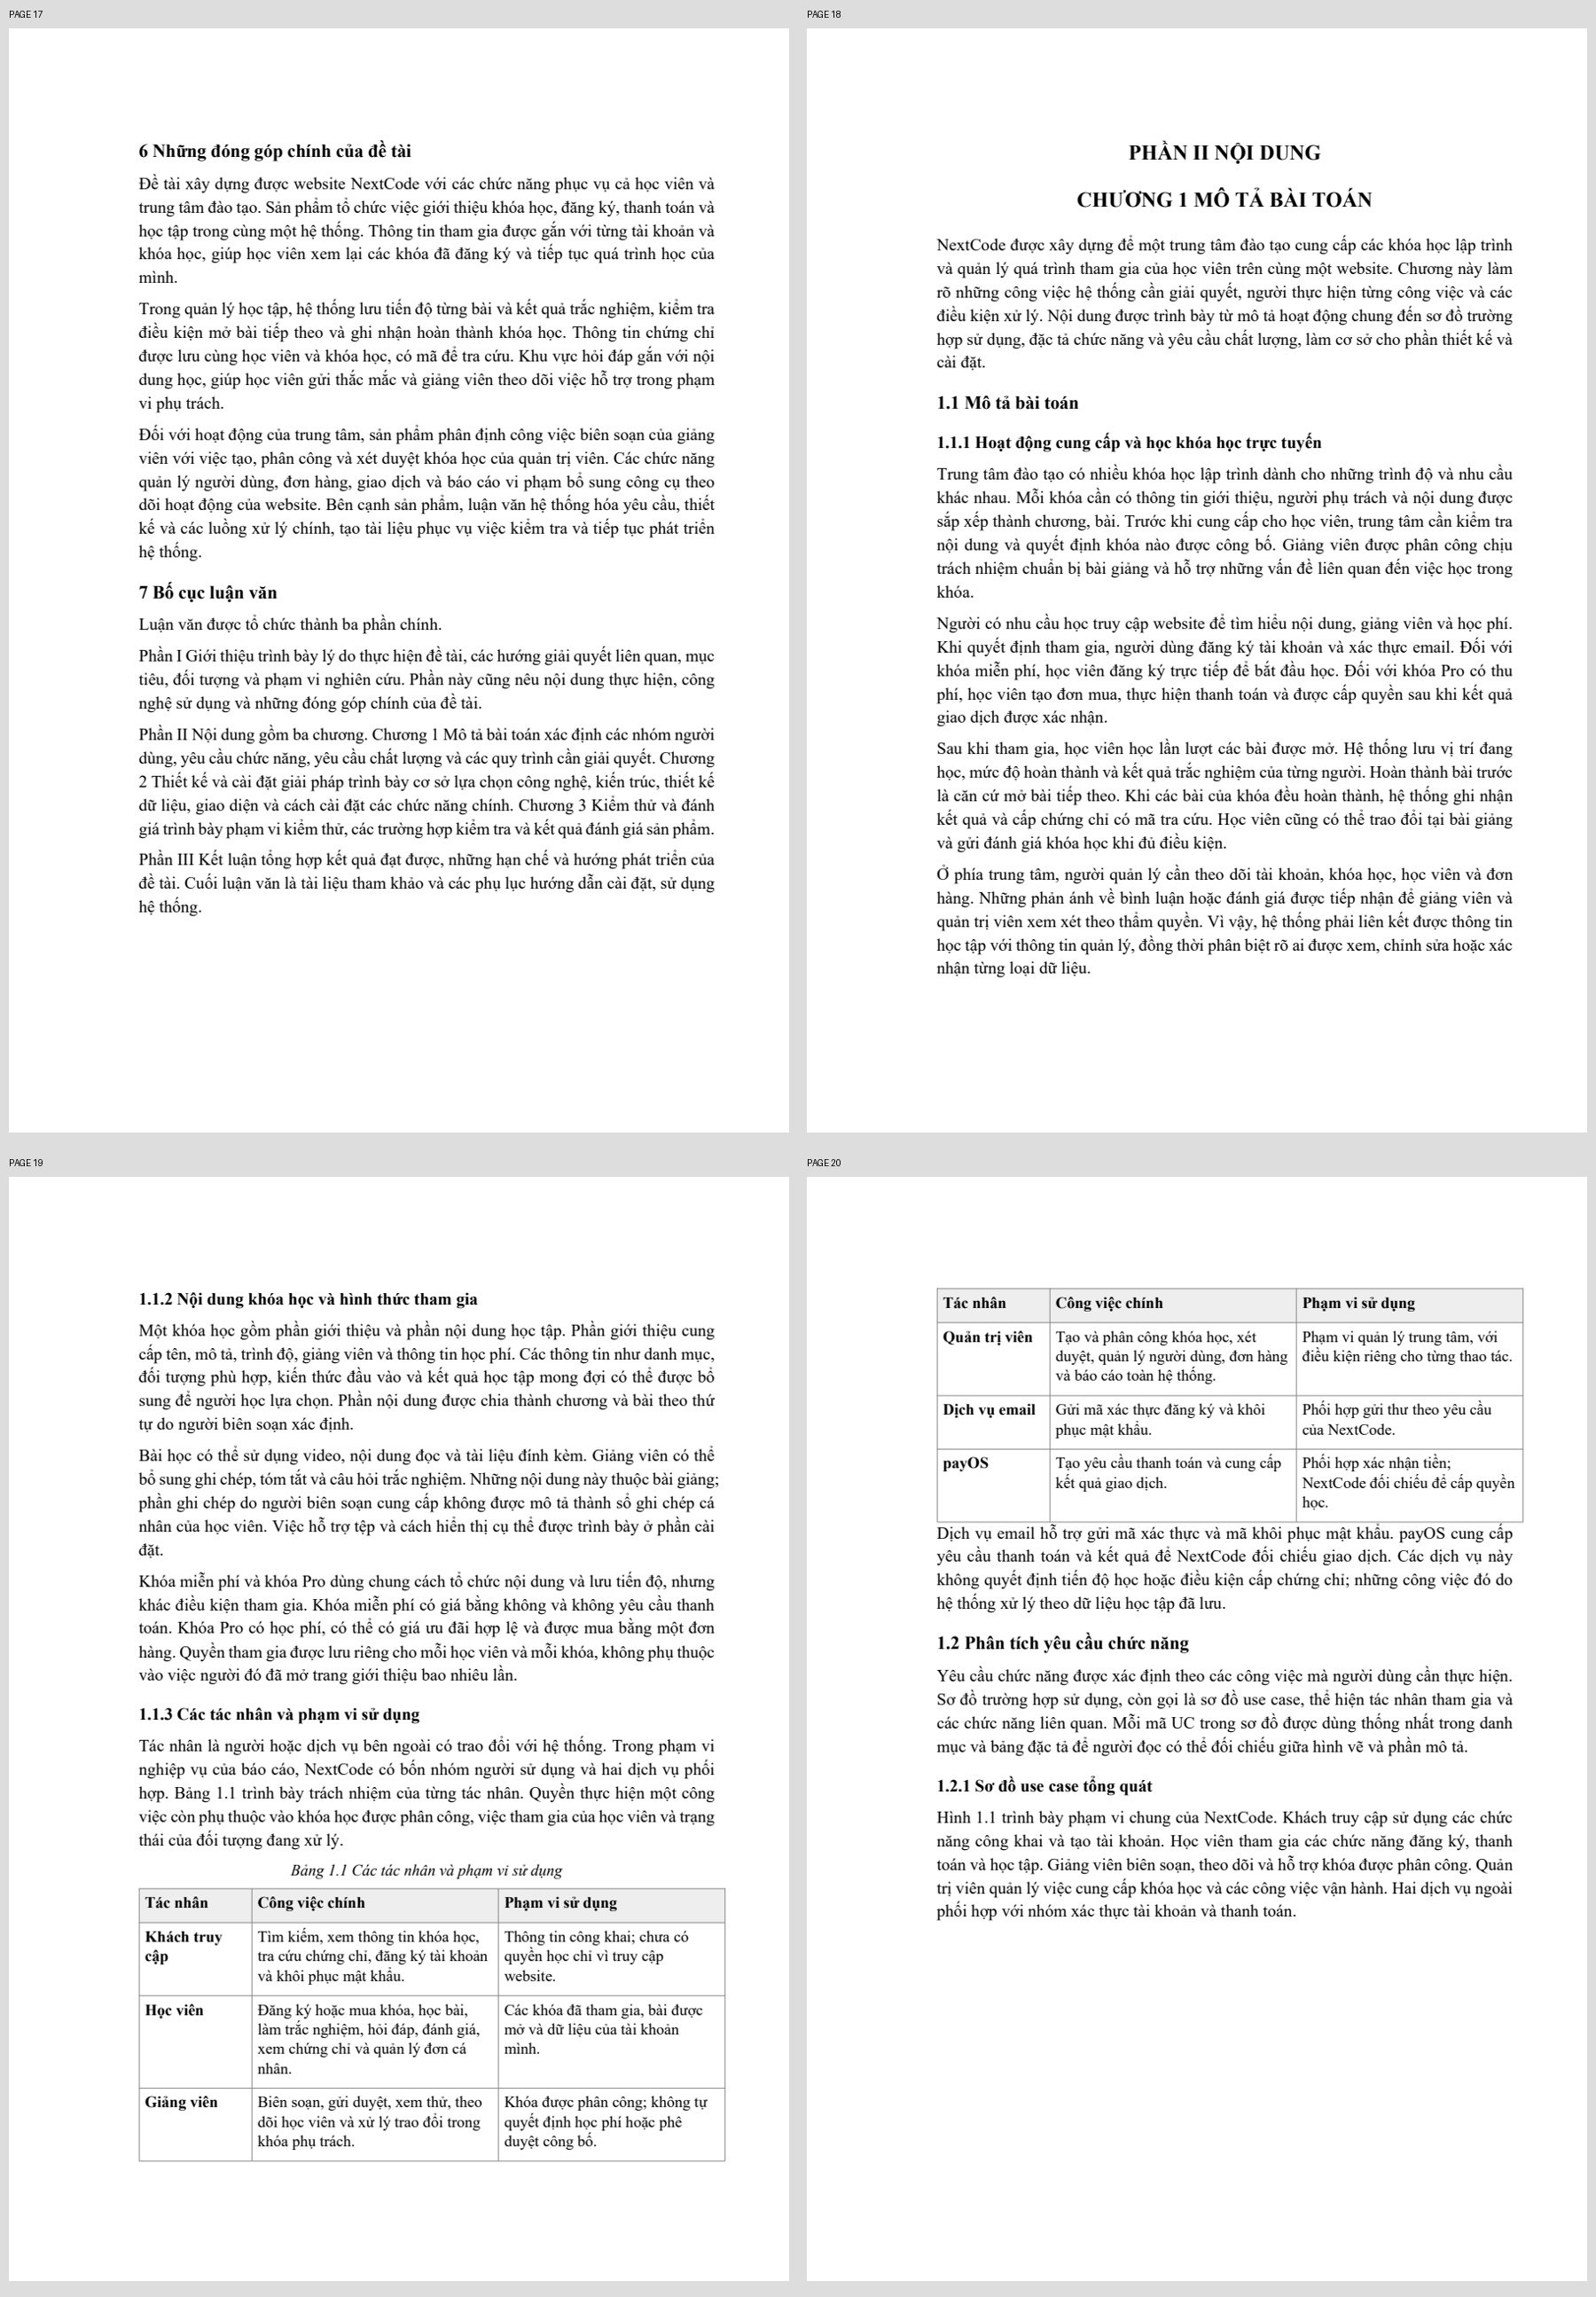 PAGE 17
6 Những đóng góp chính của đề tài
Đề tài xây dựng được website NextCode với các chức năng phục vụ cả học viên và
trung tâm đào tạo. Sản phẩm tổ chức việc giới thiệu khóa học, đăng ký, thanh toán và
học tập trong cùng một hệ thống. Thông tin tham gia được gắn với từng tài khoản và
khóa học, giúp học viên xem lại các khóa đã đăng ký và tiếp tục quá trình học của
mình.
Trong quản lý học tập, hệ thống lưu tiến độ từng bài và kết quả trắc nghiệm, kiểm tra
điều kiện mở bài tiếp theo và ghi nhận hoàn thành khóa học. Thông tin chứng chỉ
được lưu cùng học viên và khóa học, có mã để tra cứu. Khu vực hỏi đáp gắn với nội
dung học, giúp học viên gửi thắc mắc và giảng viên theo dõi việc hỗ trợ trong phạm
vi phụ trách.
Đối với hoạt động của trung tâm, sản phẩm phân định công việc biên soạn của giảng
viên với việc tạo, phân công và xét duyệt khóa học của quản trị viên. Các chức năng
quản lý người dùng, đơn hàng, giao dịch và báo cáo vi phạm bổ sung công cụ theo
dõi hoạt động của website. Bên cạnh sản phẩm, luận văn hệ thống hóa yêu cầu, thiết
kế và các luồng xử lý chính, tạo tài liệu phục vụ việc kiểm tra và tiếp tục phát triển
hệ thống.
7 Bố cục luận văn
Luận văn được tổ chức thành ba phần chính.
Phần I Giới thiệu trình bày lý do thực hiện đề tài, các hướng giải quyết liên quan, mục
tiêu, đối tượng và phạm vi nghiên cứu. Phần này cũng nêu nội dung thực hiện, công
nghệ sử dụng và những đóng góp chính của đề tài.
Phần II Nội dung gồm ba chương. Chương 1 Mô tả bài toán xác định các nhóm người
dùng, yêu cầu chức năng, yêu cầu chất lượng và các quy trình cần giải quyết. Chương
2 Thiết kế và cài đặt giải pháp trình bày cơ sở lựa chọn công nghệ, kiến trúc, thiết kế
dữ liệu, giao diện và cách cài đặt các chức năng chính. Chương 3 Kiểm thử và đánh
giá trình bày phạm vi kiểm thử, các trường hợp kiểm tra và kết quả đánh giá sản phẩm.
Phần III Kết luận tổng hợp kết quả đạt được, những hạn chế và hướng phát triển của
đề tài. Cuối luận văn là tài liệu tham khảo và các phụ lục hướng dẫn cài đặt, sử dụng
hệ thống.
PAGE 18
PHẦN II NỘI DUNG
CHƯƠNG 1 MÔ TẢ BÀI TOÁN
NextCode được xây dựng để một trung tâm đào tạo cung cấp các khóa học lập trình
và quản lý quá trình tham gia của học viên trên cùng một website. Chương này làm
rõ những công việc hệ thống cần giải quyết, người thực hiện từng công việc và các
điều kiện xử lý. Nội dung được trình bày từ mô tả hoạt động chung đến sơ đồ trường
hợp sử dụng, đặc tả chức năng và yêu cầu chất lượng, làm cơ sở cho phần thiết kế và
cài đặt.
1.1 Mô tả bài toán
1.1.1 Hoạt động cung cấp và học khóa học trực tuyến
Trung tâm đào tạo có nhiều khóa học lập trình dành cho những trình độ và nhu cầu
khác nhau. Mỗi khóa cần có thông tin giới thiệu, người phụ trách và nội dung được
sắp xếp thành chương, bài. Trước khi cung cấp cho học viên, trung tâm cần kiểm tra
nội dung và quyết định khóa nào được công bố. Giảng viên được phân công chịu
trách nhiệm chuẩn bị bài giảng và hỗ trợ những vấn đề liên quan đến việc học trong
khóa.
Người có nhu cầu học truy cập website để tìm hiểu nội dung, giảng viên và học phí.
Khi quyết định tham gia, người dùng đăng ký tài khoản và xác thực email. Đối với
khóa miễn phí, học viên đăng ký trực tiếp để bắt đầu học. Đối với khóa Pro có thu
phí, học viên tạo đơn mua, thực hiện thanh toán và được cấp quyền sau khi kết quả
giao dịch được xác nhận.
Sau khi tham gia, học viên học lần lượt các bài được mở. Hệ thống lưu vị trí đang
học, mức độ hoàn thành và kết quả trắc nghiệm của từng người. Hoàn thành bài trước
là căn cứ mở bài tiếp theo. Khi các bài của khóa đều hoàn thành, hệ thống ghi nhận
kết quả và cấp chứng chỉ có mã tra cứu. Học viên cũng có thể trao đổi tại bài giảng
và gửi đánh giá khóa học khi đủ điều kiện.
Ở phía trung tâm, người quản lý cần theo dõi tài khoản, khóa học, học viên và đơn
hàng. Những phản ánh về bình luận hoặc đánh giá được tiếp nhận để giảng viên và
quản trị viên xem xét theo thẩm quyền. Vì vậy, hệ thống phải liên kết được thông tin
học tập với thông tin quản lý, đồng thời phân biệt rõ ai được xem, chỉnh sửa hoặc xác
nhận từng loại dữ liệu.
PAGE 19
1.1.2 Nội dung khóa học và hình thức tham gia
Một khóa học gồm phần giới thiệu và phần nội dung học tập. Phần giới thiệu cung
cấp tên, mô tả, trình độ, giảng viên và thông tin học phí. Các thông tin như danh mục,
đối tượng phù hợp, kiến thức đầu vào và kết quả học tập mong đợi có thể được bổ
sung để người học lựa chọn. Phần nội dung được chia thành chương và bài theo thứ
tự do người biên soạn xác định.
Bài học có thể sử dụng video, nội dung đọc và tài liệu đính kèm. Giảng viên có thể
bổ sung ghi chép, tóm tắt và câu hỏi trắc nghiệm. Những nội dung này thuộc bài giảng;
phần ghi chép do người biên soạn cung cấp không được mô tả thành sổ ghi chép cá
nhân của học viên. Việc hỗ trợ tệp và cách hiển thị cụ thể được trình bày ở phần cài
đặt.
Khóa miễn phí và khóa Pro dùng chung cách tổ chức nội dung và lưu tiến độ, nhưng
khác điều kiện tham gia. Khóa miễn phí có giá bằng không và không yêu cầu thanh
toán. Khóa Pro có học phí, có thể có giá ưu đãi hợp lệ và được mua bằng một đơn
hàng. Quyền tham gia được lưu riêng cho mỗi học viên và mỗi khóa, không phụ thuộc
vào việc người đó đã mở trang giới thiệu bao nhiêu lần.
1.1.3 Các tác nhân và phạm vi sử dụng
Tác nhân là người hoặc dịch vụ bên ngoài có trao đổi với hệ thống. Trong phạm vi
nghiệp vụ của báo cáo, NextCode có bốn nhóm người sử dụng và hai dịch vụ phối
hợp. Bảng 1.1 trình bày trách nhiệm của từng tác nhân. Quyền thực hiện một công
việc còn phụ thuộc vào khóa học được phân công, việc tham gia của học viên và trạng
thái của đối tượng đang xử lý.
Bảng 1.1 Các tác nhân và phạm vi sử dụng
Tác nhân Công việc chính Phạm vi sử dụng
Khách truy Tìm kiếm, xem thông tin khóa học, Thông tin công khai; chưa có
cập tra cứu chứng chỉ, đăng ký tài khoản quyền học chỉ vì truy cập
và khôi phục mật khẩu. website.
Học viên Đăng ký hoặc mua khóa, học bài, Các khóa đã tham gia, bài được
làm trắc nghiệm, hỏi đáp, đánh giá, mở và dữ liệu của tài khoản
xem chứng chỉ và quản lý đơn cá mình.
nhân.
Giảng viên Biên soạn, gửi duyệt, xem thử, theo Khóa được phân công; không tự
dõi học viên và xử lý trao đổi trong quyết định học phí hoặc phê
khóa phụ trách. duyệt công bố.
PAGE 20
Tác nhân Công việc chính Phạm vi sử dụng
Quản trị viên Tạo và phân công khóa học, xét Phạm vi quản lý trung tâm, với
duyệt, quản lý người dùng, đơn hàng điều kiện riêng cho từng thao tác.
và báo cáo toàn hệ thống.
Dịch vụ email Gửi mã xác thực đăng ký và khôi Phối hợp gửi thư theo yêu cầu
phục mật khẩu. của NextCode.
payOS Tạo yêu cầu thanh toán và cung cấp Phối hợp xác nhận tiền;
kết quả giao dịch. NextCode đối chiếu để cấp quyền
học.
Dịch vụ email hỗ trợ gửi mã xác thực và mã khôi phục mật khẩu. payOS cung cấp
yêu cầu thanh toán và kết quả để NextCode đối chiếu giao dịch. Các dịch vụ này
không quyết định tiến độ học hoặc điều kiện cấp chứng chỉ; những công việc đó do
hệ thống xử lý theo dữ liệu học tập đã lưu.
1.2 Phân tích yêu cầu chức năng
Yêu cầu chức năng được xác định theo các công việc mà người dùng cần thực hiện.
Sơ đồ trường hợp sử dụng, còn gọi là sơ đồ use case, thể hiện tác nhân tham gia và
các chức năng liên quan. Mỗi mã UC trong sơ đồ được dùng thống nhất trong danh
mục và bảng đặc tả để người đọc có thể đối chiếu giữa hình vẽ và phần mô tả.
1.2.1 Sơ đồ use case tổng quát
Hình 1.1 trình bày phạm vi chung của NextCode. Khách truy cập sử dụng các chức
năng công khai và tạo tài khoản. Học viên tham gia các chức năng đăng ký, thanh
toán và học tập. Giảng viên biên soạn, theo dõi và hỗ trợ khóa được phân công. Quản
trị viên quản lý việc cung cấp khóa học và các công việc vận hành. Hai dịch vụ ngoài
phối hợp với nhóm xác thực tài khoản và thanh toán.